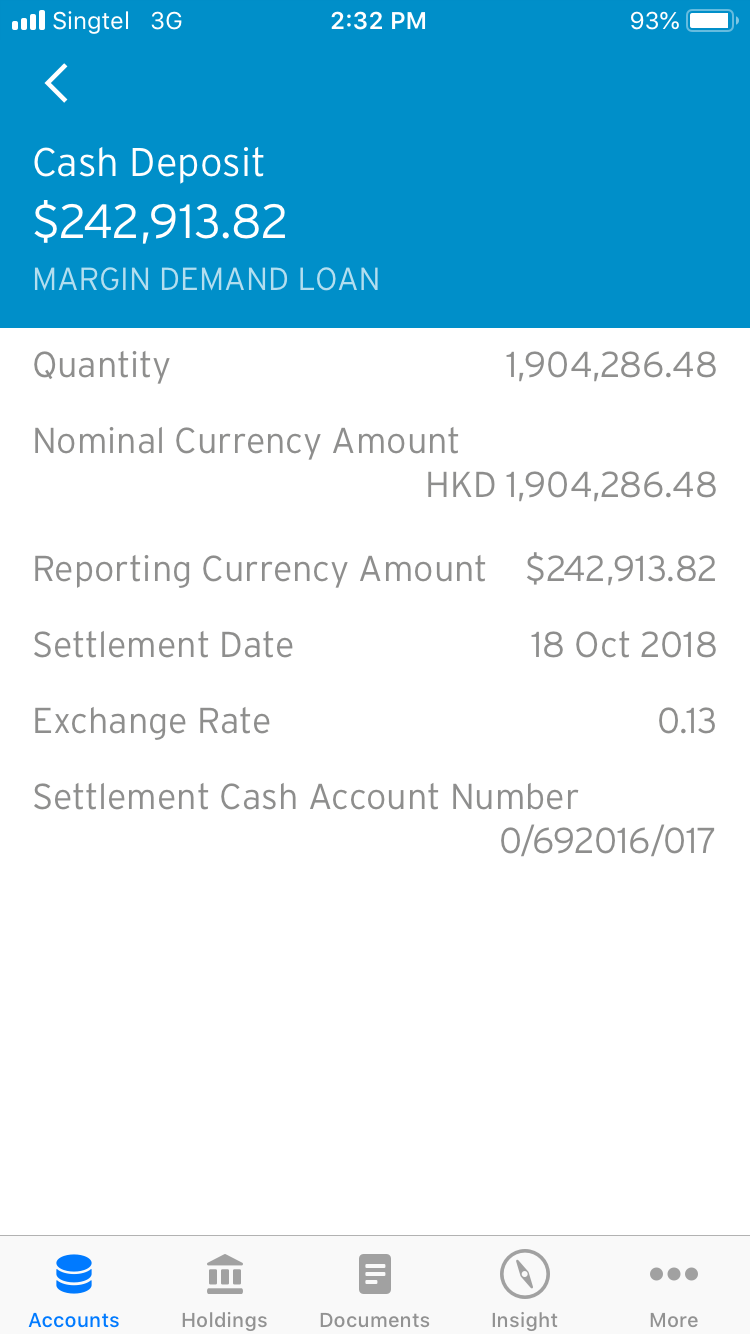 Singtel 3G 2:32 PM 93%
Cash Deposit
$242,913.82
MARGIN DEMAND LOAN
Quantity 1,904,286.48
Nominal Currency Amount
HKD 1,904,286.48
Reporting Currency Amount $242,913.82
Settlement Date 18 Oct 2018
Exchange Rate 0.13
Settlement Cash Account Number
0/692016/017
Accounts Holdings Documents Insight More